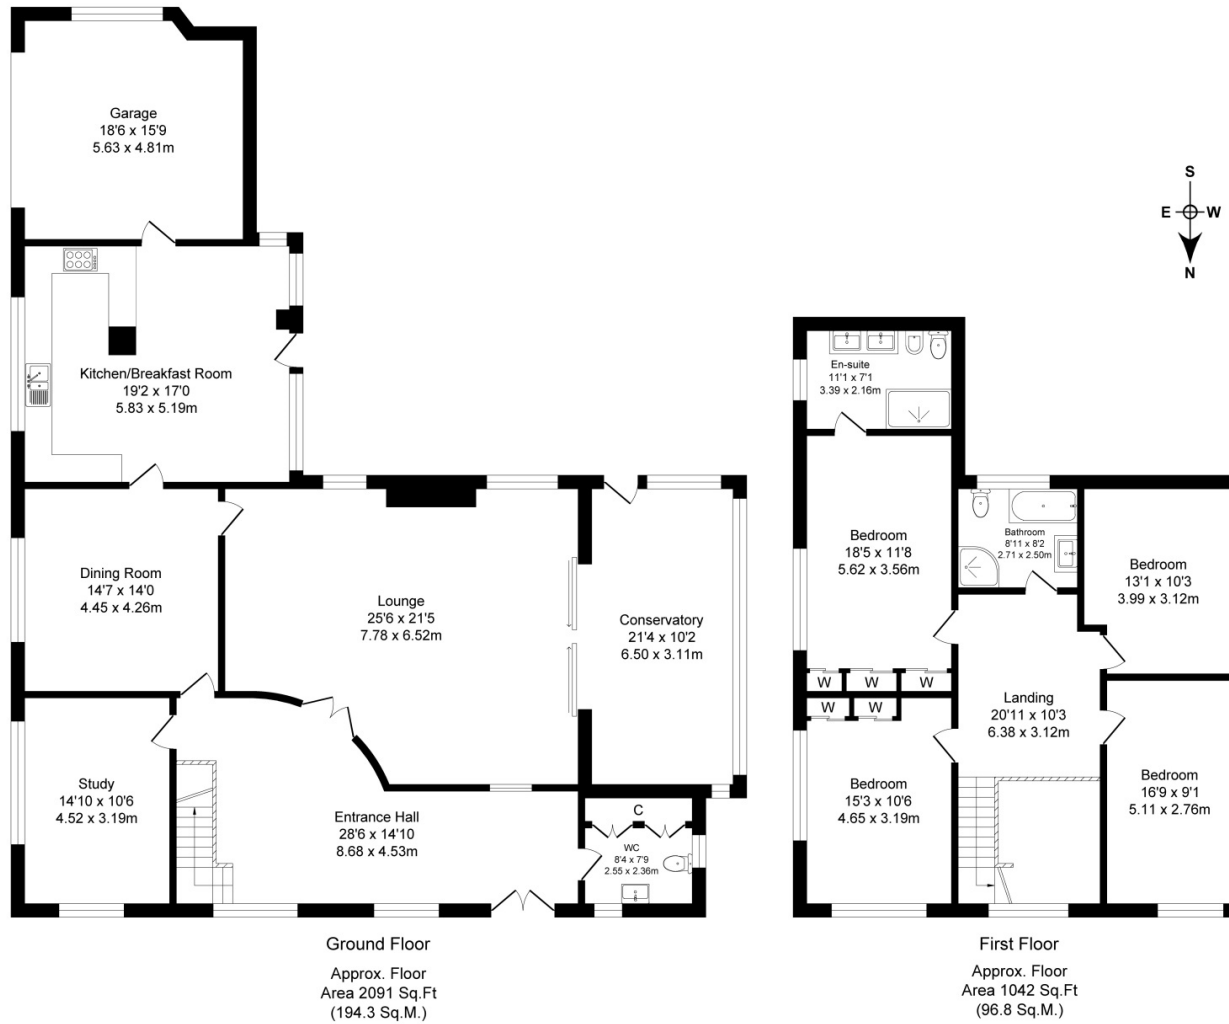 Garage
18'6 x 15'9
5.63 x 4.81m
Kitchen/Breakfast Room
19'2 x 17'0
5.83 x 5.19m
Dining Room
14'7 x 14'0
4.45 x 4.26m
Lounge
25'6 x 21'5
7.78 x 6.52m
Conservatory
21'4 x 10'2
6.50 x 3.11m
Study
14'10 x 10'6
4.52 x 3.19m
Entrance Hall
28'6 x 14'10
8.68 x 4.53m
C
WC
8'4 x 7'9
2.55 x 2.36m
Ground Floor
Approx. Floor
Area 2091 Sq.Ft
(194.3 Sq.M.)
S
E
W
N
En-suite
11'1 x 7'1
3.39 x 2.16m
Bedroom
18'5 x 11'8
5.62 x 3.56m
Bathroom
8'11 x 8'2
2.71 x 2.50m
Bedroom
13'1 x 10'3
3.99 x 3.12m
W
W
W
W
W
Landing
20'11 x 10'3
6.38 x 3.12m
Bedroom
15'3 x 10'6
4.65 x 3.19m
Bedroom
16'9 x 9'1
5.11 x 2.76m
First Floor
Approx. Floor
Area 1042 Sq.Ft
(96.8 Sq.M.)